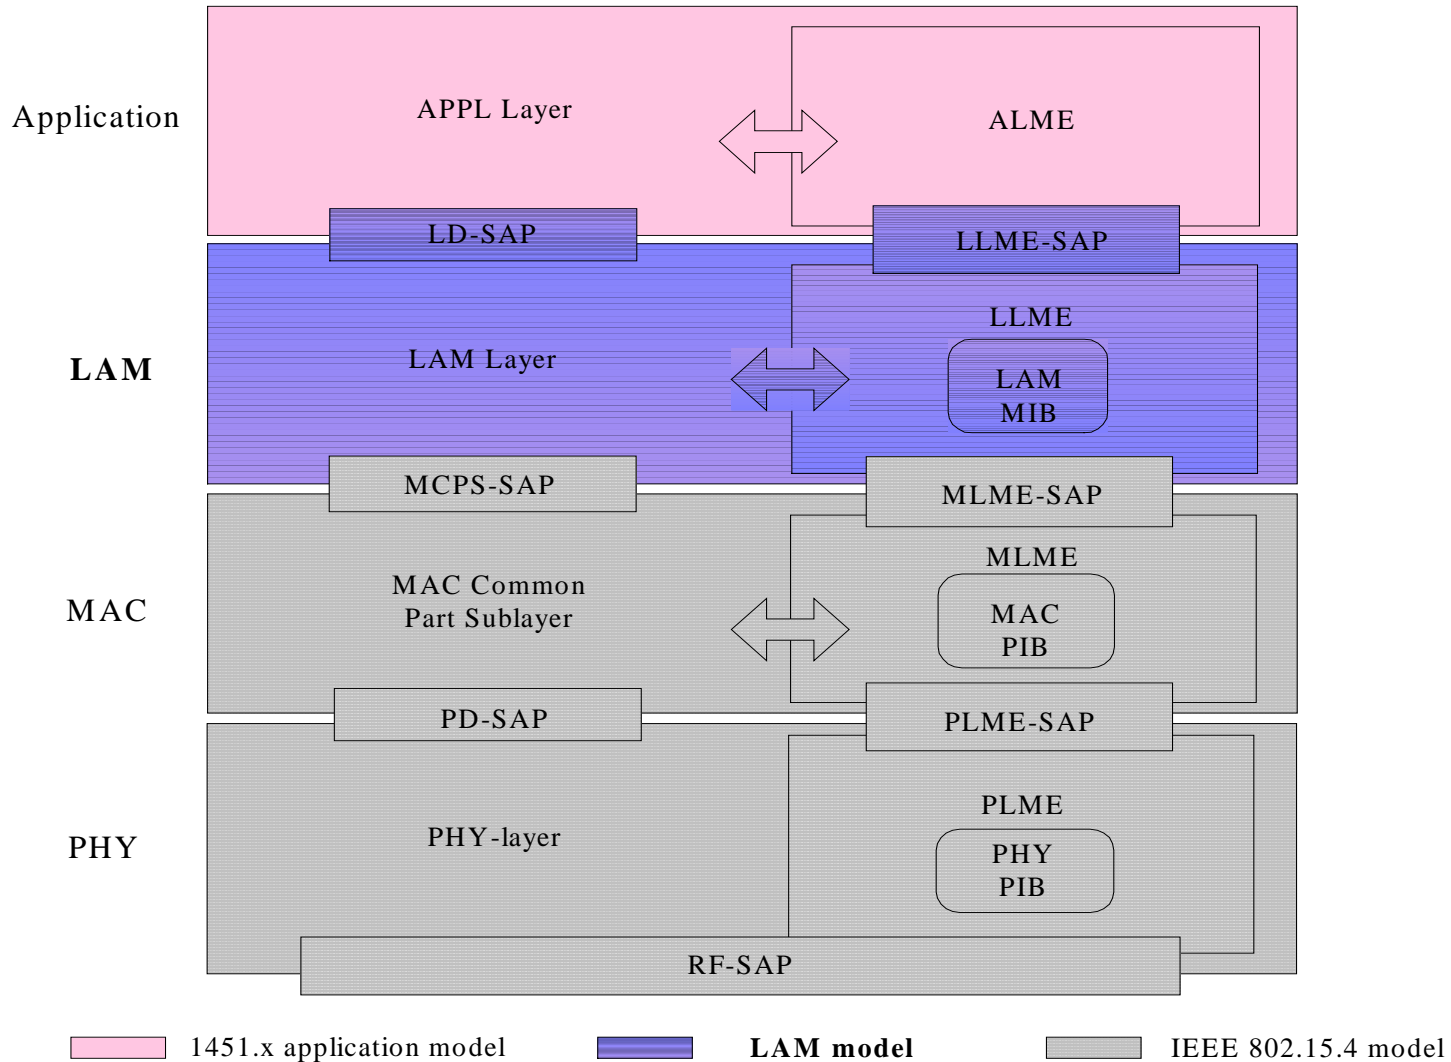 Application
APPL Layer
ALME
LD-SAP
LLME-SAP
LAM
LAM Layer
LLME
LAM
MIB
MCPS-SAP
MLME-SAP
MAC
MAC Common
Part Sublayer
MLME
MAC
PIB
PD-SAP
PLME-SAP
PHY
PHY-layer
PLME
PHY
PIB
RF-SAP
1451.x application model
LAM model
IEEE 802.15.4 model